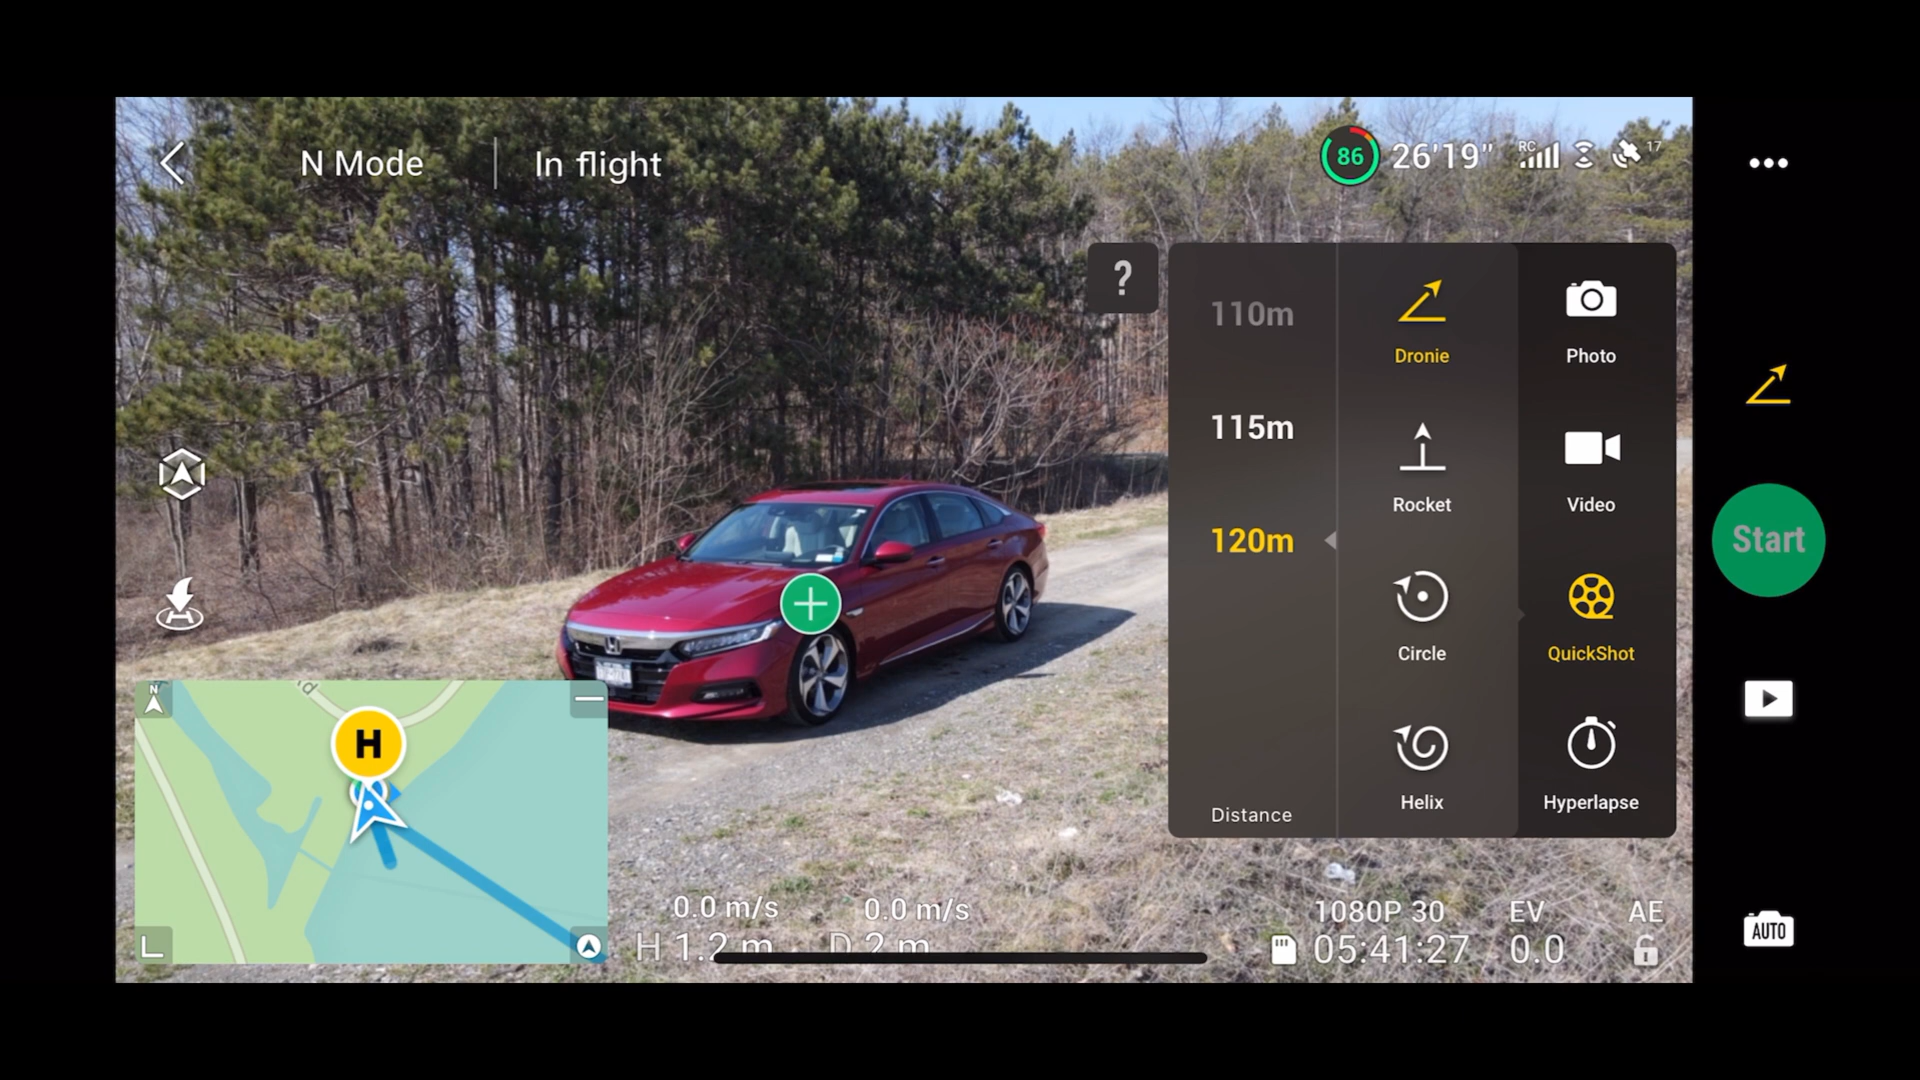 N Mode
In flight
86
26'19"
RC
17
?
110m
115m
120m
Distance
Dronie
Rocket
Circle
Helix
Photo
Video
QuickShot
Hyperlapse
Start
AUTO
N
H
rd
0.0 m/s
0.0 m/s
H 1.2 m
D 2 m
1080P 30
05:41:27
EV
0.0
AE